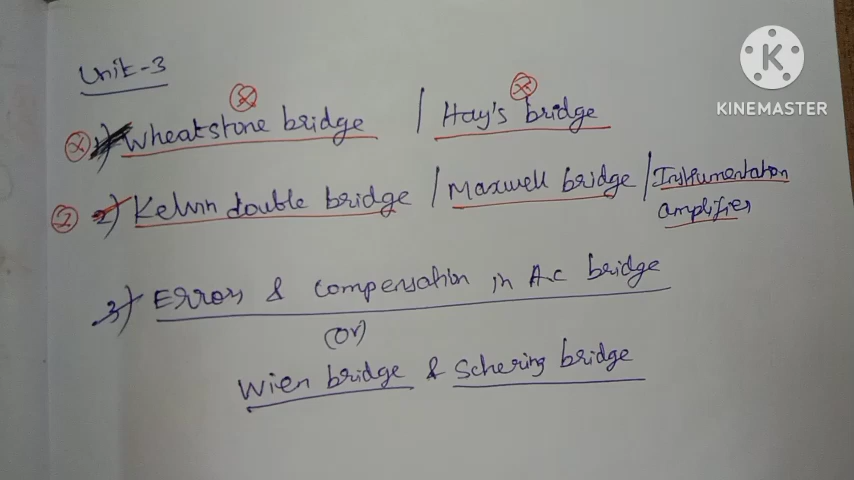 Unit-3
K
KINEMASTER
1) Wheatstone bridge / Hay's bridge
2) Kelvin double bridge / Maxwell bridge / Instrumentation
amplifier
3) Errors & compensation in A.c bridge
(or)
Wien bridge & Schering bridge